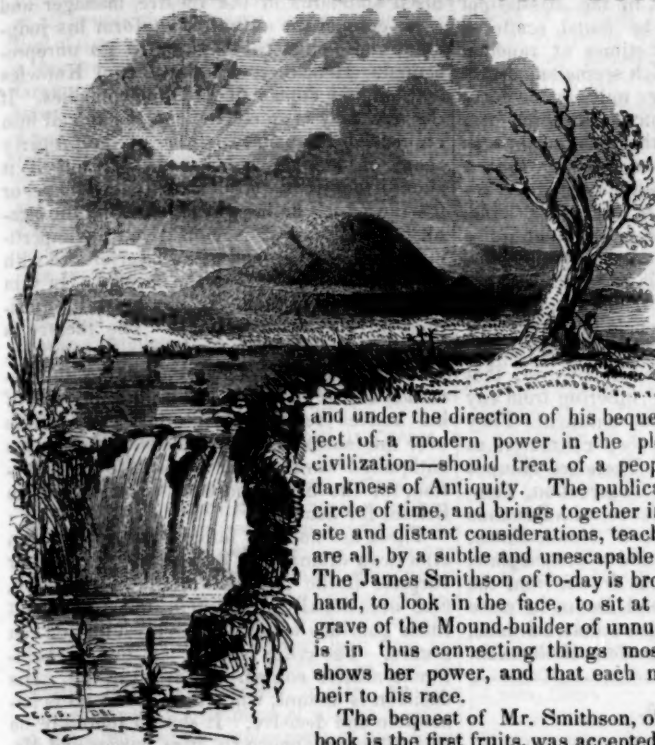 and under the direction of his beque
ject of a modern power in the pl
civilization—should treat of a peop
darkness of Antiquity. The publica
circle of time, and brings together i
site and distant considerations, teach
are all, by a subtle and unescapable
The James Smithson of to-day is bro
hand, to look in the face, to sit at
grave of the Mound-builder of unnu
is in thus connecting things mos
shows her power, and that each m
heir to his race.
The bequest of Mr. Smithson, o
book is the first fruits, was accepted